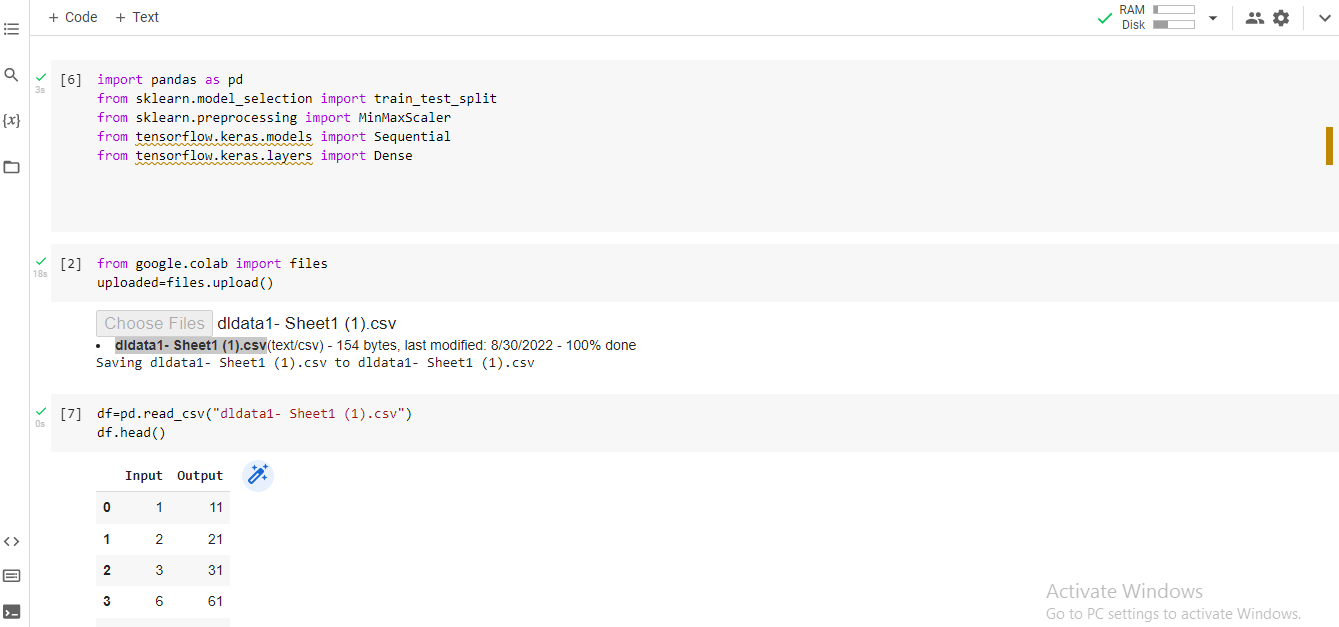 + Code + Text
RAM
Disk
3s
[6] import pandas as pd
from sklearn.model_selection import train_test_split
from sklearn.preprocessing import MinMaxScaler
from tensorflow.keras.models import Sequential
from tensorflow.keras.layers import Dense
{x}
18s
[2] from google.colab import files
uploaded=files.upload()
Choose Files dldata1- Sheet1 (1).csv
• dldata1- Sheet1 (1).csv(text/csv) - 154 bytes, last modified: 8/30/2022 - 100% done
Saving dldata1- Sheet1 (1).csv to dldata1- Sheet1 (1).csv
0s
[7] df=pd.read_csv("dldata1- Sheet1 (1).csv")
df.head()
Input Output
0 1 11
1 2 21
2 3 31
3 6 61
Activate Windows
Go to PC settings to activate Windows.